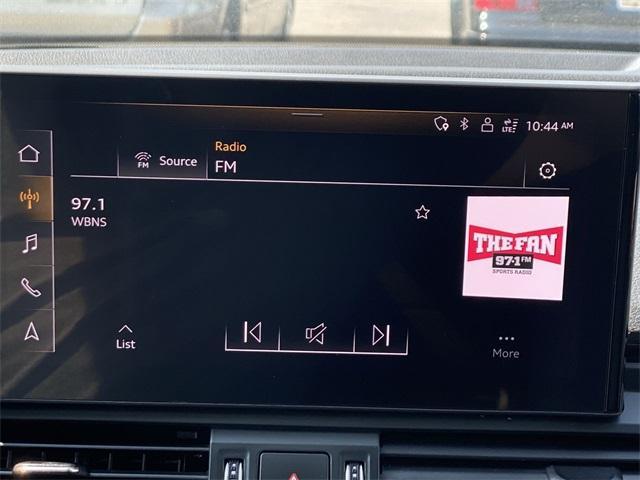 LTE 10:44 AM
Radio
FM Source
FM
97.1
WBNS
THE FAN
97.1 FM
SPORTS RADIO
List
More